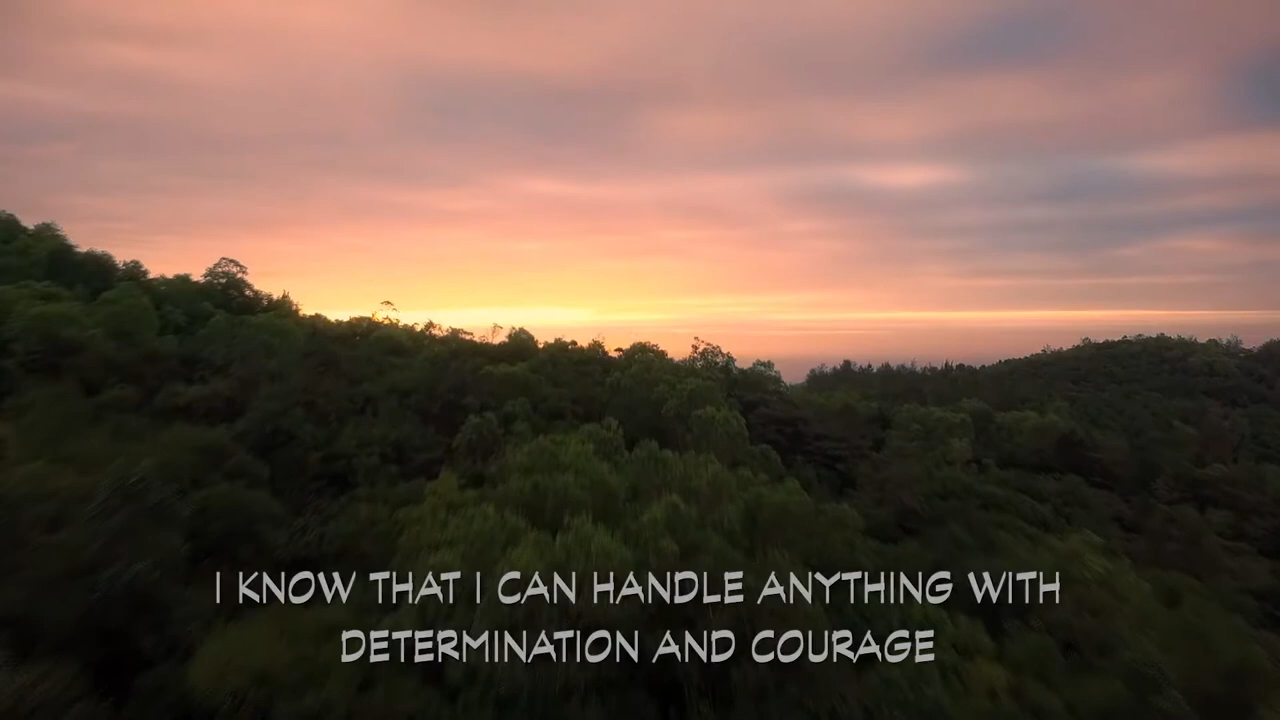 I KNOW THAT I CAN HANDLE ANYTHING WITH
DETERMINATION AND COURAGE